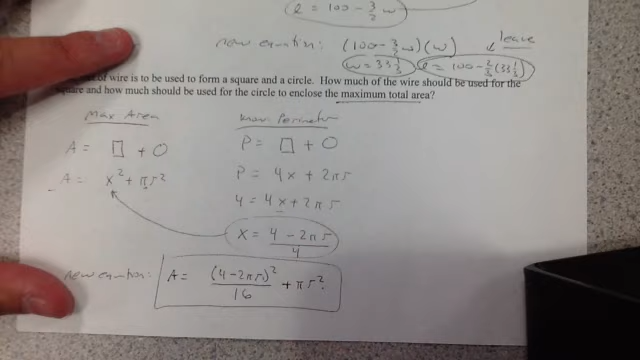 l = 100 - 3/2 w
new equation: (100 - 3/2 w)(w)
leave
w = 33 1/3 l = 100 - 3/2 (33 1/3)
of wire is to be used to form a square and a circle. How much of the wire should be used for the
and how much should be used for the circle to enclose the maximum total area?
Max Area
Perimeter
A = □ + O
P = □ + O
A = x² + πr²
P = 4x + 2πr
4 = 4x + 2πr
x = (4 - 2πr)/4
new equation: A = (4-2πr)²/16 + πr²